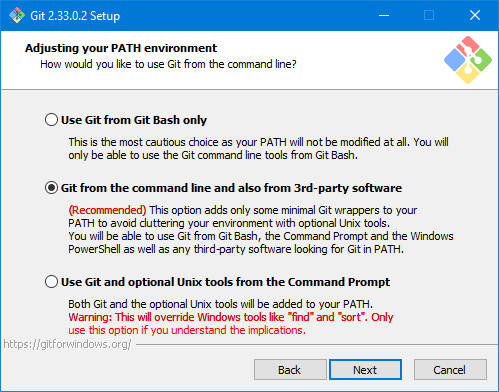 Git 2.33.0.2 Setup
Adjusting your PATH environment
How would you like to use Git from the command line?
Use Git from Git Bash only
This is the most cautious choice as your PATH will not be modified at all. You will
only be able to use the Git command line tools from Git Bash.
Git from the command line and also from 3rd-party software
(Recommended) This option adds only some minimal Git wrappers to your
PATH to avoid cluttering your environment with optional Unix tools.
You will be able to use Git from Git Bash, the Command Prompt and the Windows
PowerShell as well as any third-party software looking for Git in PATH.
Use Git and optional Unix tools from the Command Prompt
Both Git and the optional Unix tools will be added to your PATH.
Warning: This will override Windows tools like "find" and "sort". Only
use this option if you understand the implications.
https://gitforwindows.org/
Back
Next
Cancel